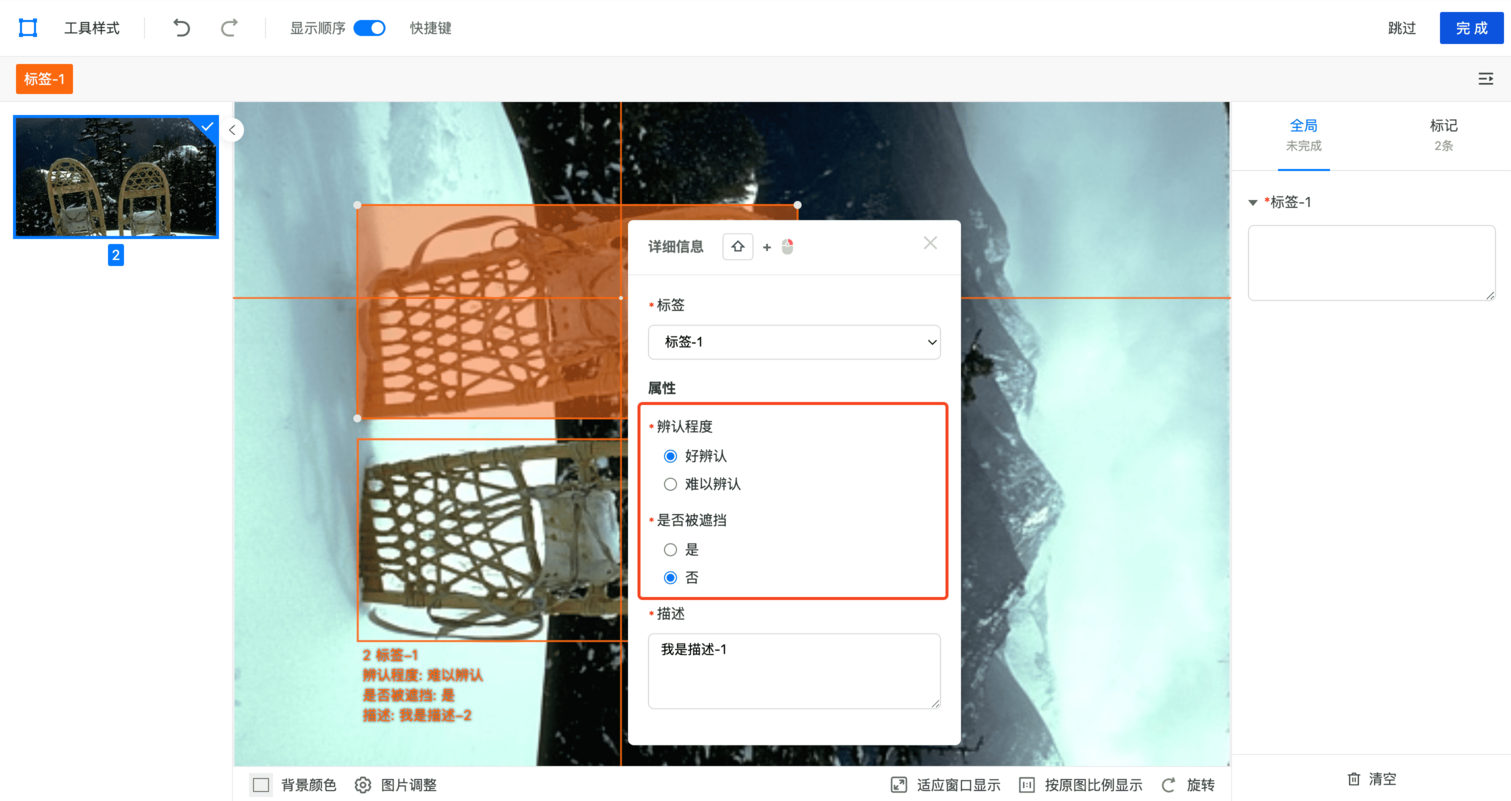 工具样式
显示顺序
快捷键
跳过
完 成
标签-1
2
全局
未完成
标记
2条
*标签-1
详细信息
+
*标签
标签-1
属性
*辨认程度
好辨认
难以辨认
*是否被遮挡
是
否
*描述
我是描述-1
2 标签-1
辨认程度: 难以辨认
是否被遮挡: 是
描述: 我是描述-2
背景颜色
图片调整
适应窗口显示
1:1
按原图比例显示
旋转
清空